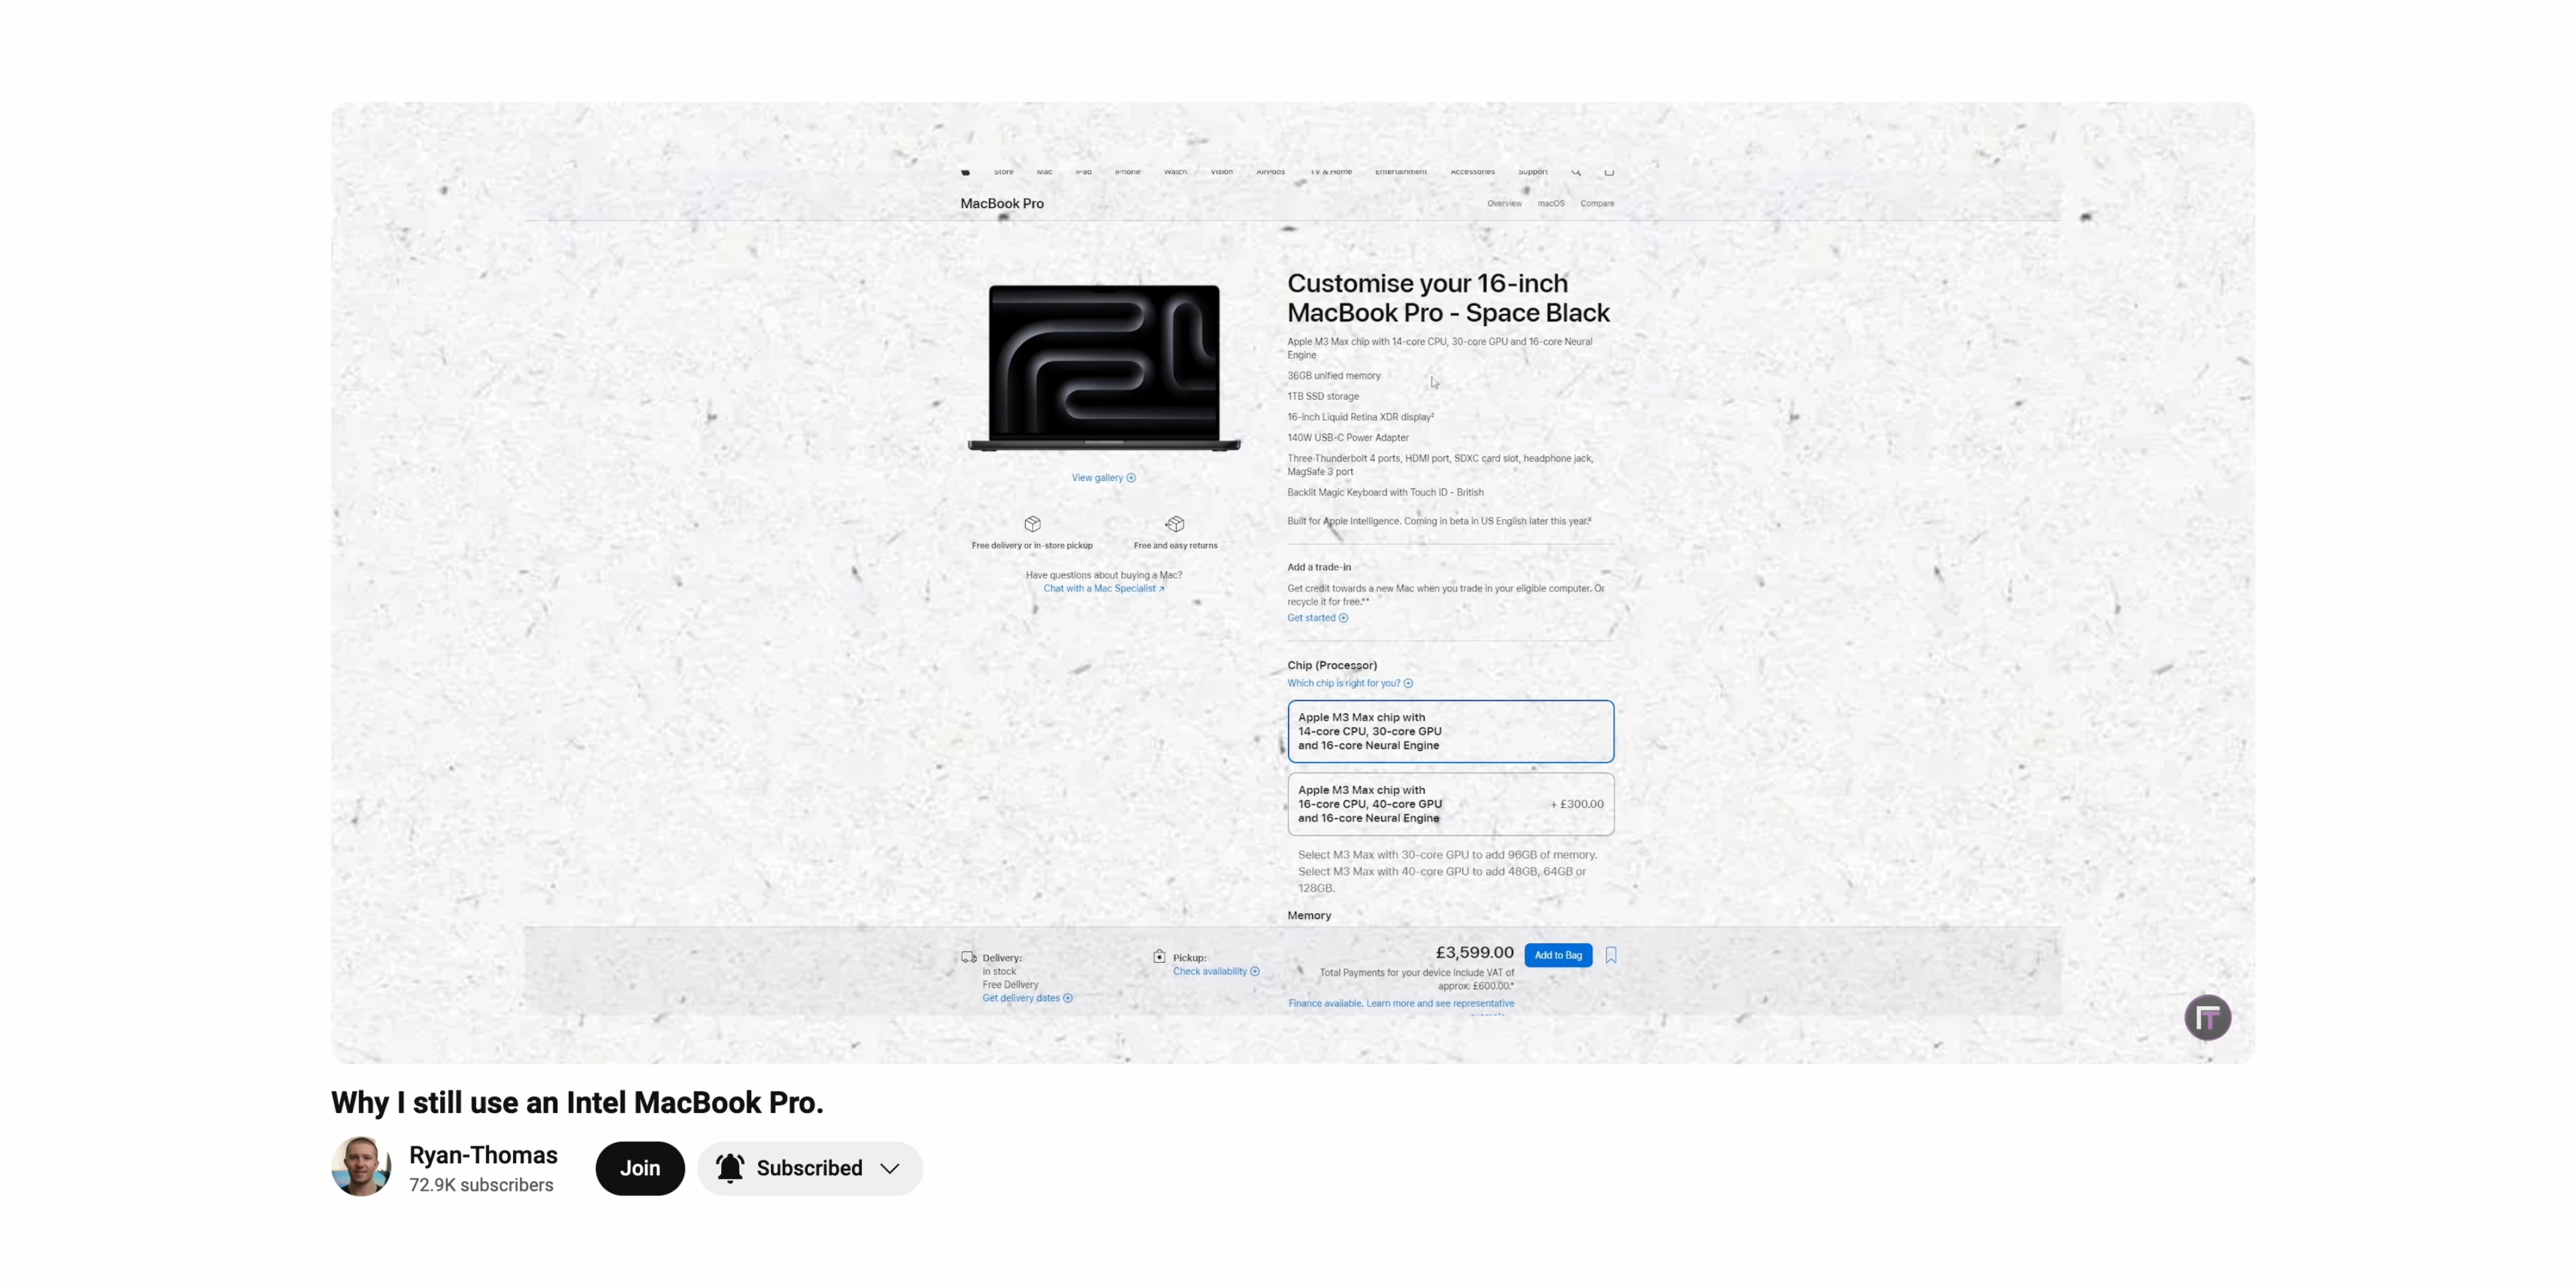 Store Mac iPad iPhone Watch Vision AirPods TV & Home Entertainment Accessories Support
MacBook Pro
Overview macOS Compare
Customise your 16-inch
MacBook Pro - Space Black
Apple M3 Max chip with 14-core CPU, 30-core GPU and 16-core Neural
Engine
36GB unified memory
1TB SSD storage
16-inch Liquid Retina XDR display²
140W USB-C Power Adapter
Three Thunderbolt 4 ports, HDMI port, SDXC card slot, headphone jack,
MagSafe 3 port
Backlit Magic Keyboard with Touch ID - British
Built for Apple Intelligence. Coming in beta in US English later this year.
View gallery
Free delivery or in-store pickup
Free and easy returns
Have questions about buying a Mac?
Chat with a Mac Specialist
Add a trade-in
Get credit towards a new Mac when you trade in your eligible computer. Or
recycle it for free.**
Get started
Chip (Processor)
Which chip is right for you?
Apple M3 Max chip with
14-core CPU, 30-core GPU
and 16-core Neural Engine
Apple M3 Max chip with
16-core CPU, 40-core GPU
and 16-core Neural Engine
+ £300.00
Select M3 Max with 30-core GPU to add 96GB of memory.
Select M3 Max with 40-core GPU to add 48GB, 64GB or
128GB.
Memory
Delivery:
In stock
Free Delivery
Get delivery dates
Pickup:
Check availability
£3,599.00
Add to Bag
Total Payments for your device include VAT of
approx: £600.00.*
Finance available. Learn more and see representative
Why I still use an Intel MacBook Pro.
Ryan-Thomas
72.9K subscribers
Join
Subscribed